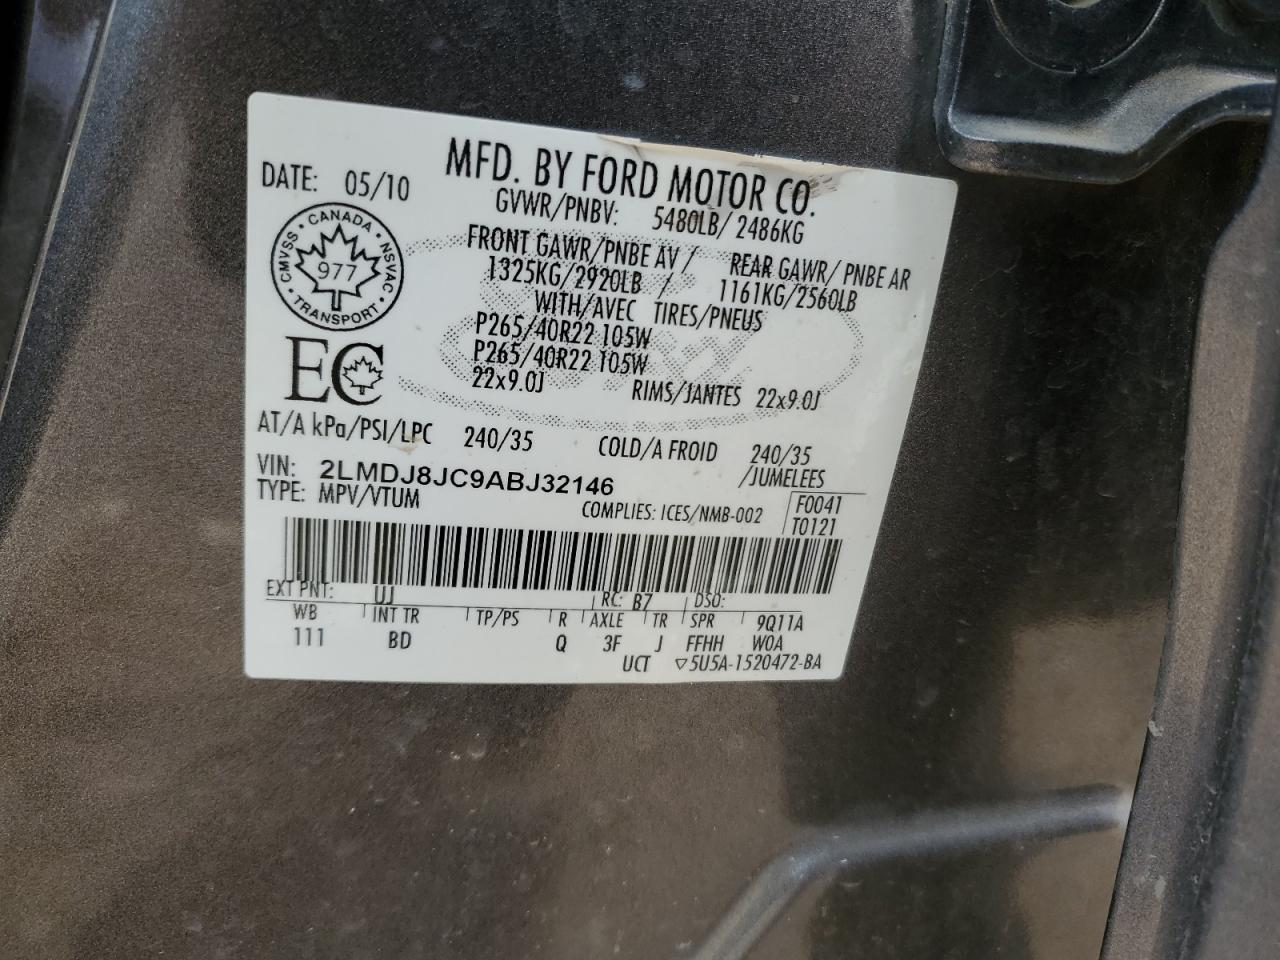 MFD. BY FORD MOTOR CO.
DATE: 05/10
GVWR/PNBV: 5480LB/ 2486KG
CMVSS · CANADA · NSVAC · TRANSPORT
977
FRONT GAWR/PNBE AV / REAR GAWR/ PNBE AR
1325KG/2920LB / 1161KG/2560LB
WITH/AVEC TIRES/PNEUS
P265/40R22 105W
P265/40R22 105W
EC
22x9.0J RIMS/JANTES 22x9.0J
AT/A kPa/PSI/LPC 240/35 COLD/A FROID 240/35
/JUMELEES
VIN: 2LMDJ8JC9ABJ32146
TYPE: MPV/VTUM
COMPLIES: ICES/NMB-002
F0041
T0121
EXT PNT: UJ RC: B7 DSO:
WB INT TR TP/PS R AXLE TR SPR 9Q11A
111 BD Q 3F J FFHH WOA
UCT ▽5U5A-1520472-BA